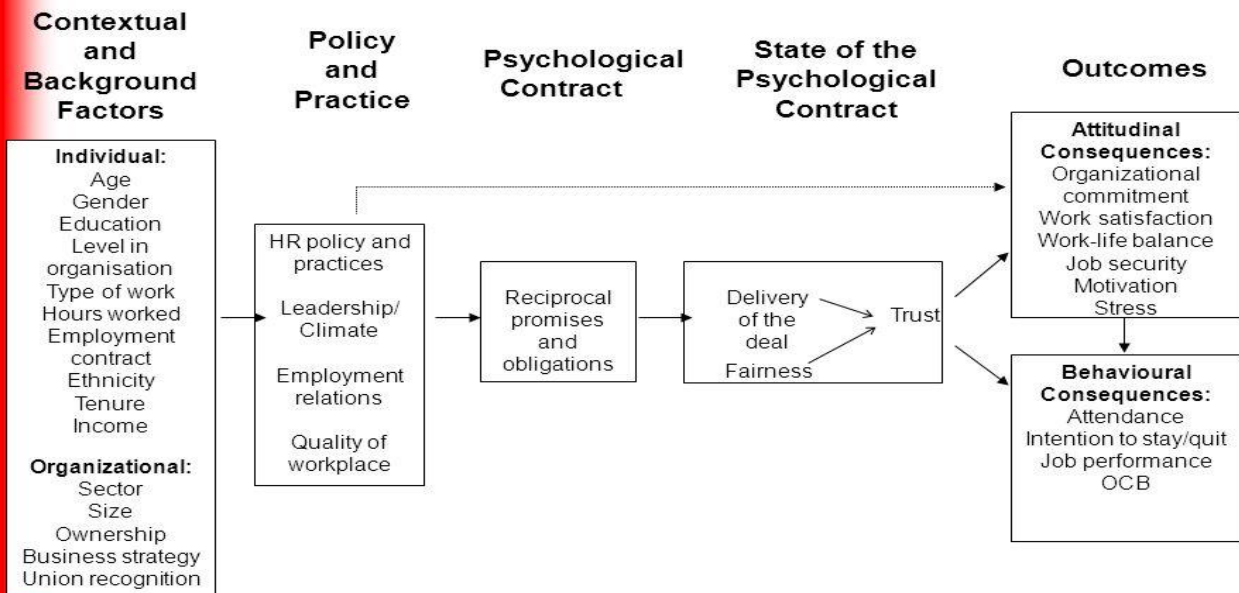 Contextual
and
Background
Factors
Policy
and
Practice
Psychological
Contract
State of the
Psychological
Contract
Outcomes
Individual:
Age
Gender
Education
Level in
organisation
Type of work
Hours worked
Employment
contract
Ethnicity
Tenure
Income
Organizational:
Sector
Size
Ownership
Business strategy
Union recognition
HR policy and
practices
Leadership/
Climate
Employment
relations
Quality of
workplace
Reciprocal
promises
and
obligations
Delivery
of the
deal
Fairness
Trust
Attitudinal
Consequences:
Organizational
commitment
Work satisfaction
Work-life balance
Job security
Motivation
Stress
Behavioural
Consequences:
Attendance
Intention to stay/quit
Job performance
OCB